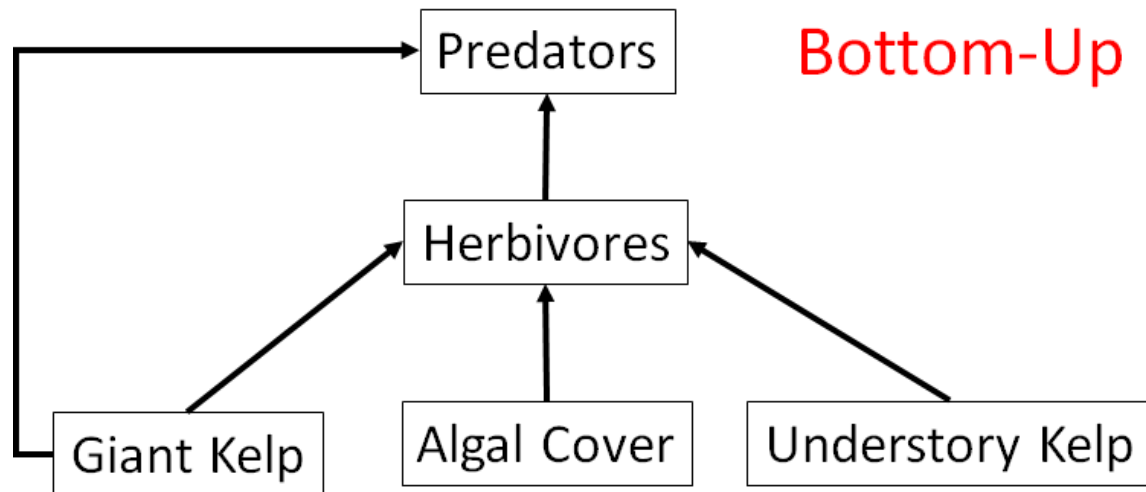 Predators
Bottom-Up
Herbivores
Giant Kelp
Algal Cover
Understory Kelp